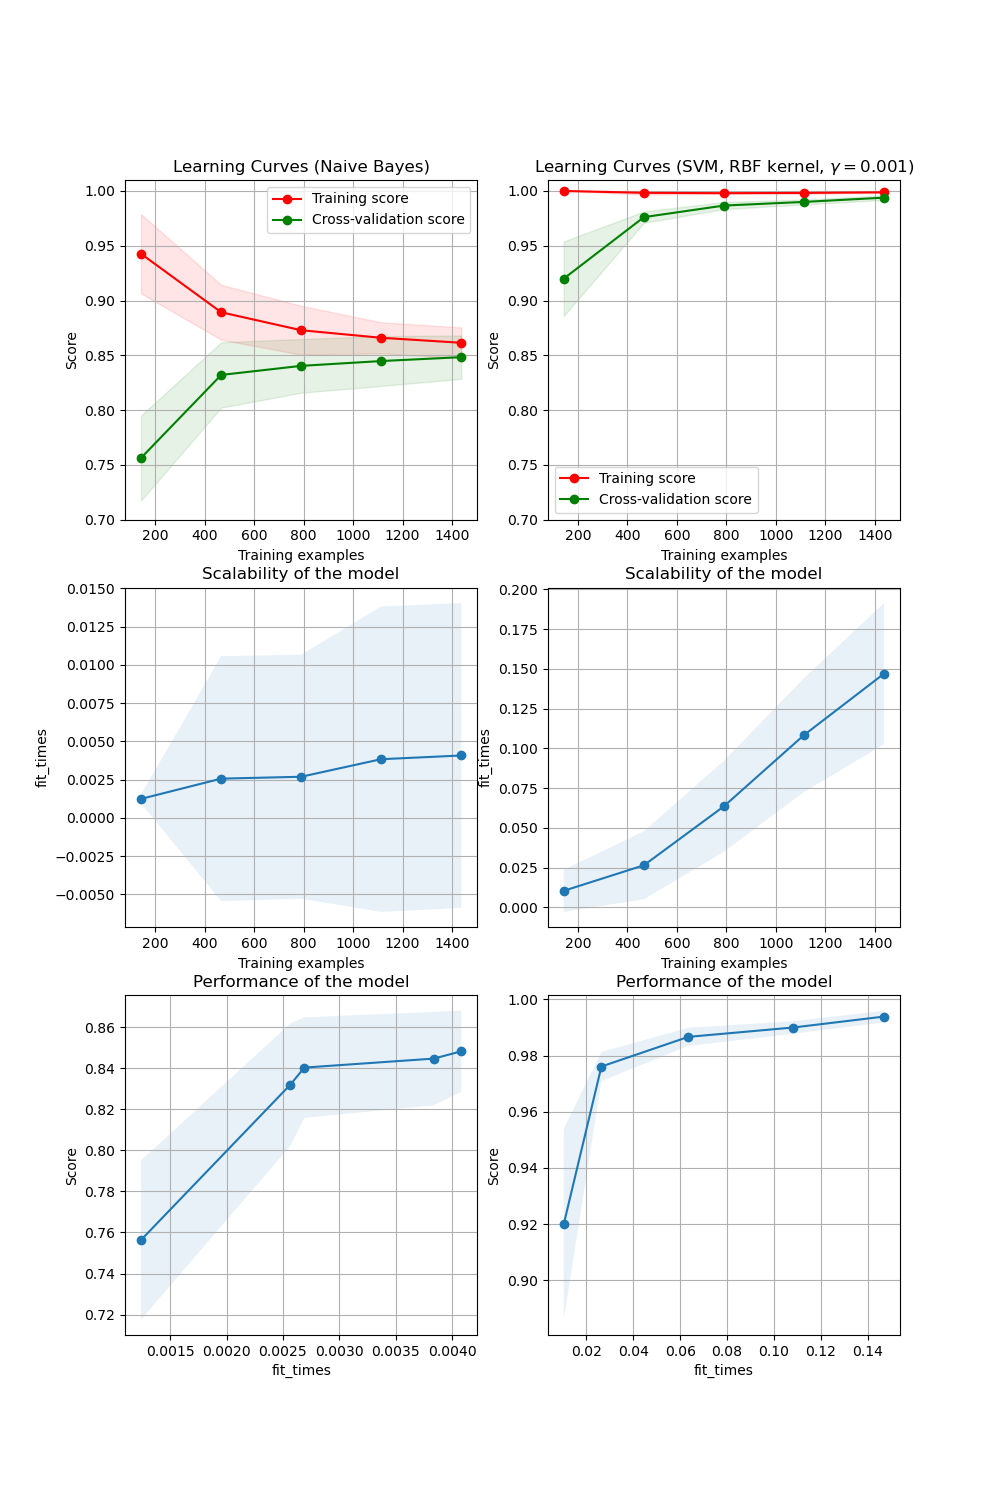 Learning Curves (Naive Bayes)
1.00
0.95
0.90
0.85
0.80
0.75
0.70
Score
Training score
Cross-validation score
200 400 600 800 1000 1200 1400
Training examples
Learning Curves (SVM, RBF kernel, γ = 0.001)
1.00
0.95
0.90
0.85
0.80
0.75
0.70
Score
Training score
Cross-validation score
200 400 600 800 1000 1200 1400
Training examples
Scalability of the model
0.0150
0.0125
0.0100
0.0075
0.0050
0.0025
0.0000
−0.0025
−0.0050
fit_times
200 400 600 800 1000 1200 1400
Training examples
Scalability of the model
0.200
0.175
0.150
0.125
0.100
0.075
0.050
0.025
0.000
fit_times
200 400 600 800 1000 1200 1400
Training examples
Performance of the model
0.86
0.84
0.82
0.80
0.78
0.76
0.74
0.72
Score
0.0015 0.0020 0.0025 0.0030 0.0035 0.0040
fit_times
Performance of the model
1.00
0.98
0.96
0.94
0.92
0.90
Score
0.02 0.04 0.06 0.08 0.10 0.12 0.14
fit_times